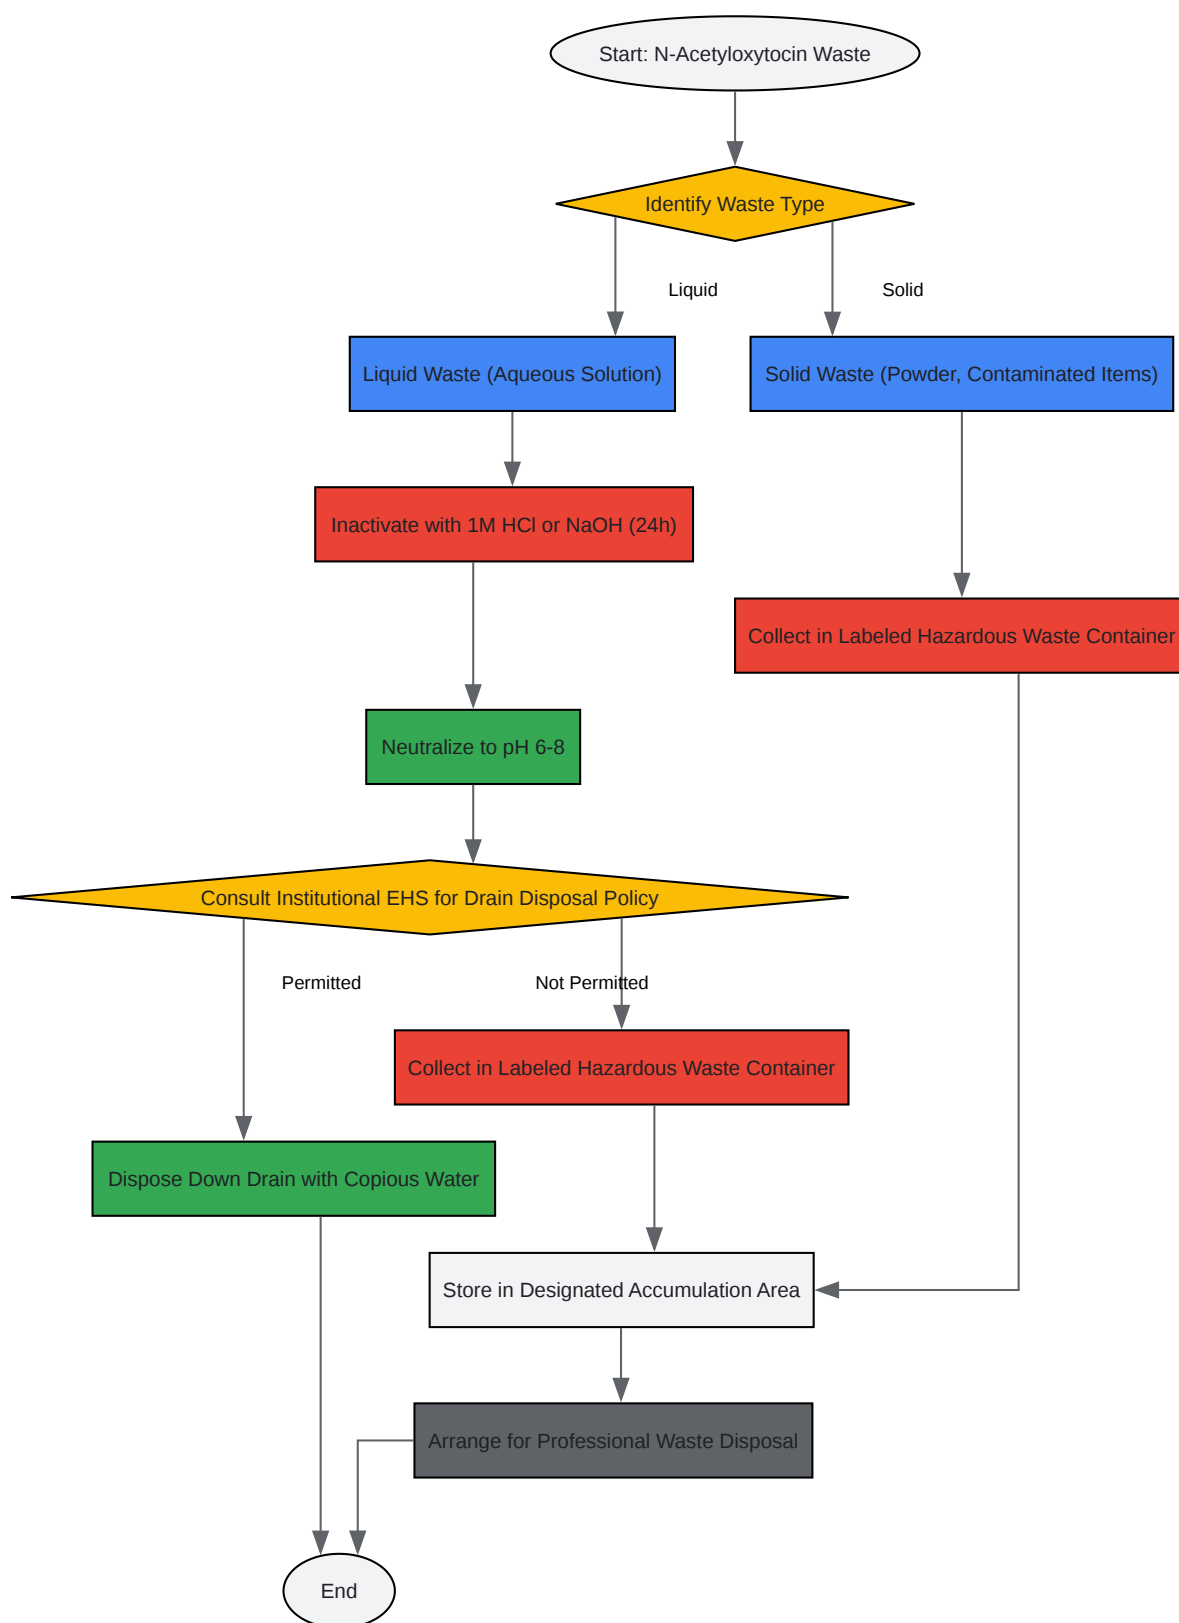 Start: N-Acetyloxytocin Waste
Identify Waste Type
Liquid
Solid
Liquid Waste (Aqueous Solution)
Solid Waste (Powder, Contaminated Items)
Inactivate with 1M HCl or NaOH (24h)
Collect in Labeled Hazardous Waste Container
Neutralize to pH 6-8
Consult Institutional EHS for Drain Disposal Policy
Permitted
Not Permitted
Collect in Labeled Hazardous Waste Container
Dispose Down Drain with Copious Water
Store in Designated Accumulation Area
Arrange for Professional Waste Disposal
End